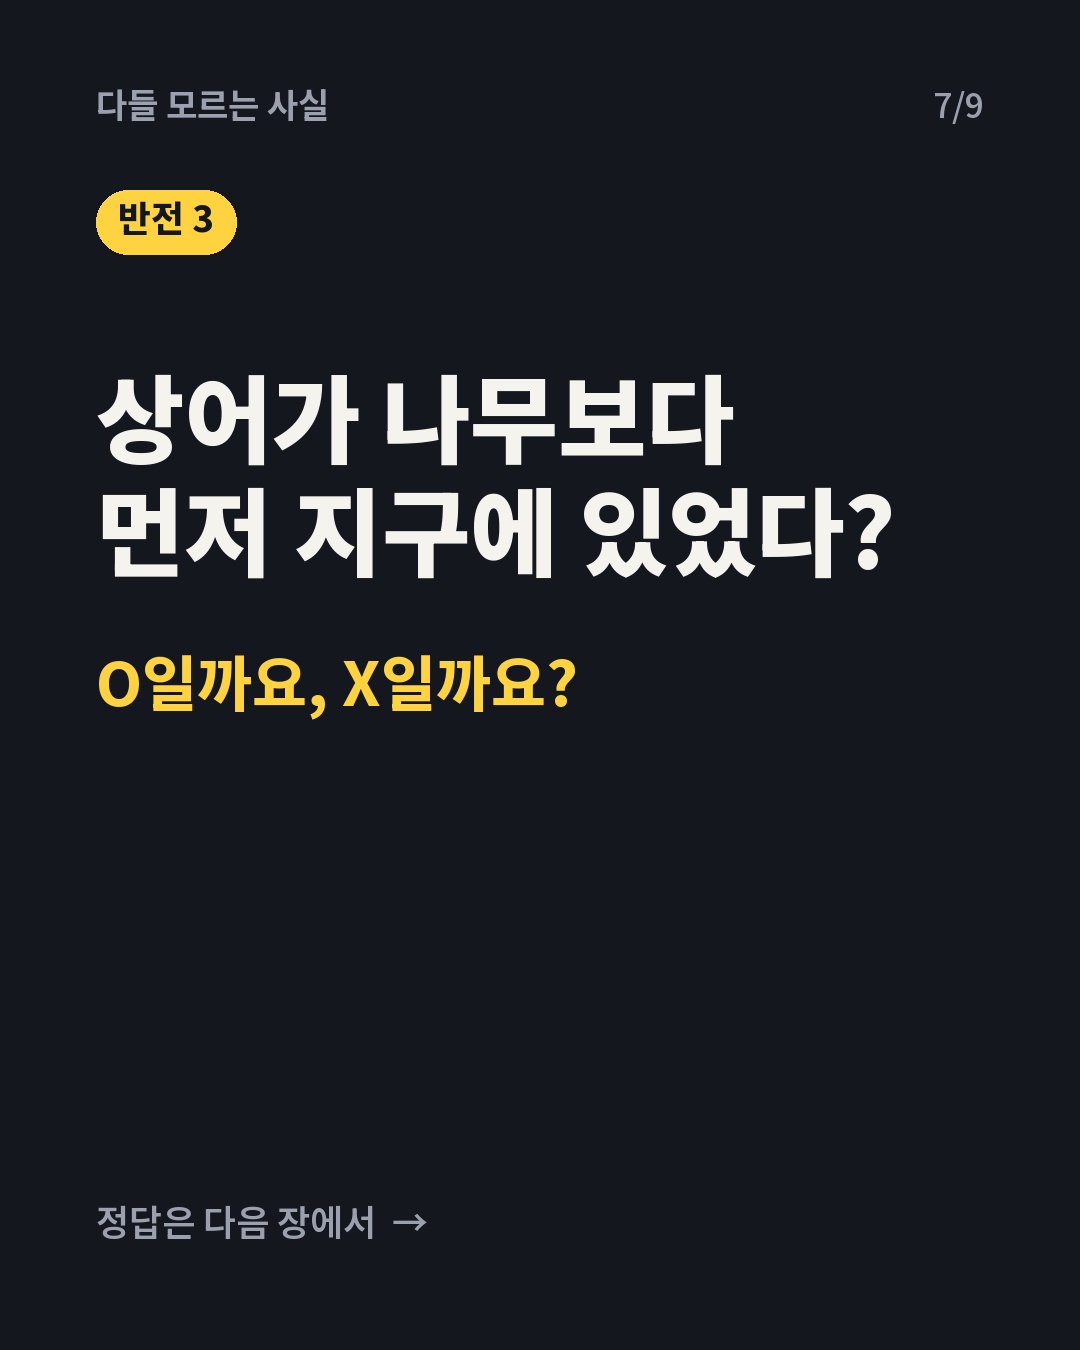 다들 모르는 사실
7/9
반전 3
상어가 나무보다
먼저 지구에 있었다?
O일까요, X일까요?
정답은 다음 장에서 →